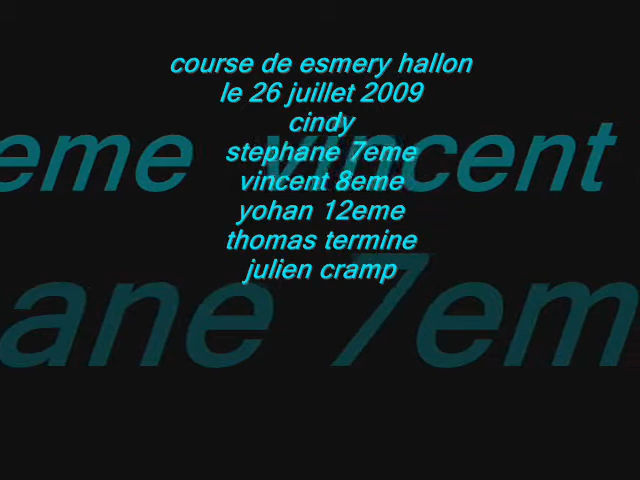 course de esmery hallon
le 26 juillet 2009
cindy
stephane 7eme
vincent 8eme
yohan 12eme
thomas termine
julien cramp
eme vincent
ane 7em